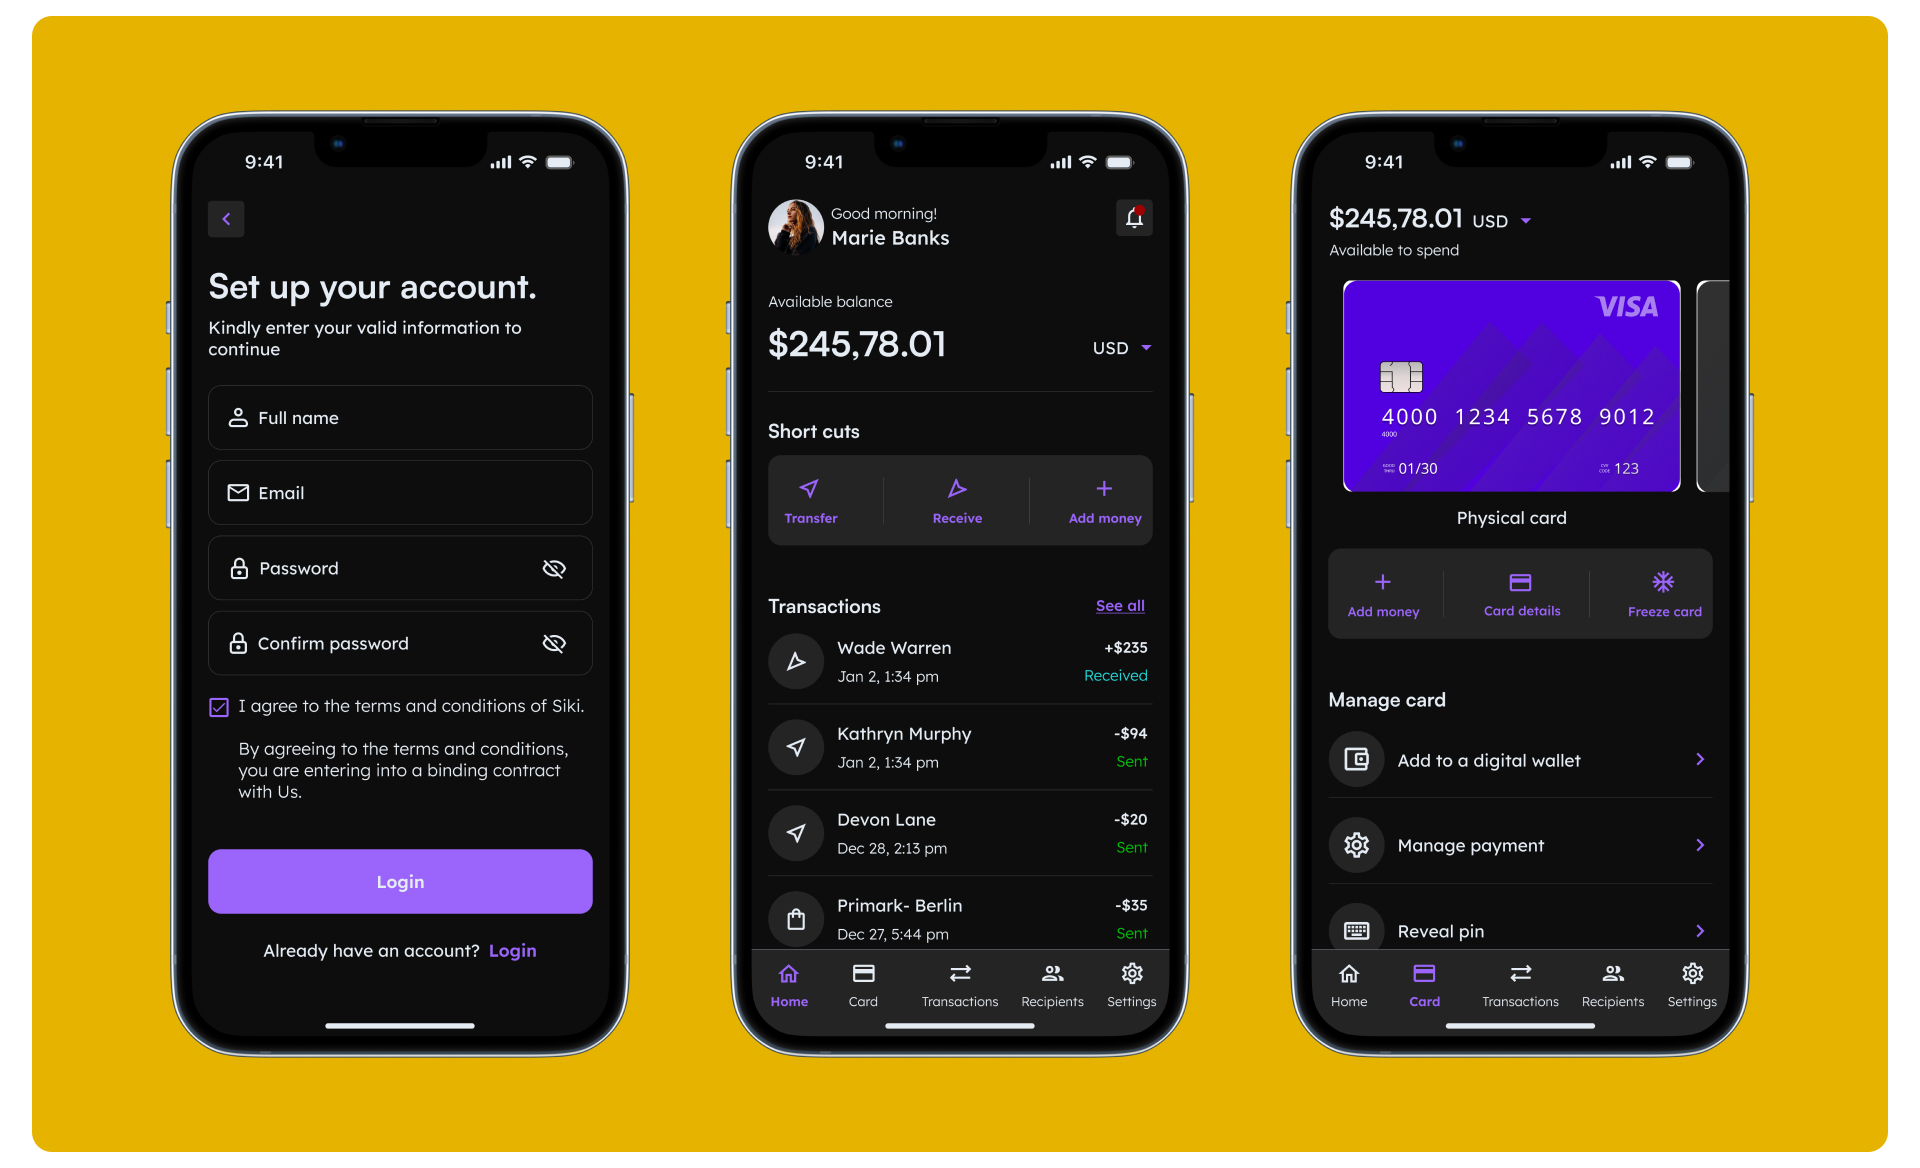 9:41
Set up your account.
Kindly enter your valid information to
continue
Full name
Email
Password
Confirm password
I agree to the terms and conditions of Siki.
By agreeing to the terms and conditions,
you are entering into a binding contract
with Us.
Login
Already have an account? Login
9:41
Good morning!
Marie Banks
Available balance
$245,78.01
USD
Short cuts
Transfer
Receive
Add money
Transactions
See all
Wade Warren
+$235
Jan 2, 1:34 pm
Received
Kathryn Murphy
-$94
Jan 2, 1:34 pm
Sent
Devon Lane
-$20
Dec 28, 2:13 pm
Sent
Primark- Berlin
-$35
Dec 27, 5:44 pm
Sent
Home
Card
Transactions
Recipients
Settings
9:41
$245,78.01 USD
Available to spend
VISA
4000 1234 5678 9012
4000
GOOD
THRU
01/30
CVV
CODE
123
Physical card
Add money
Card details
Freeze card
Manage card
Add to a digital wallet
Manage payment
Reveal pin
Home
Card
Transactions
Recipients
Settings